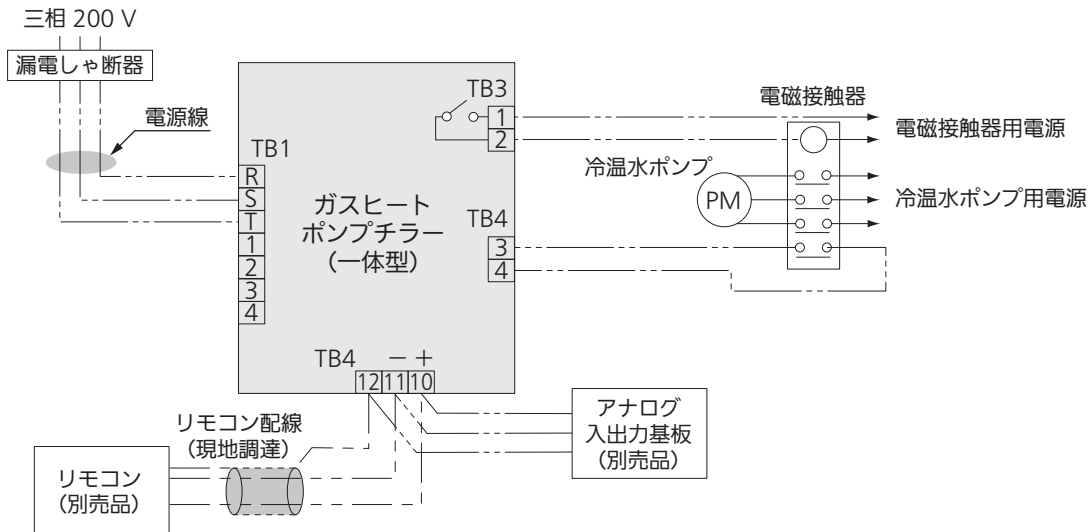 三相 200 V
漏電しゃ断器
電源線
TB1
R
S
T
1
2
3
4
ガスヒート
ポンプチラー
(一体型)
TB3
1
2
TB4
3
4
電磁接触器
電磁接触器用電源
冷温水ポンプ
PM
冷温水ポンプ用電源
TB4
− +
12 11 10
リモコン配線
(現地調達)
リモコン
(別売品)
アナログ
入出力基板
(別売品)